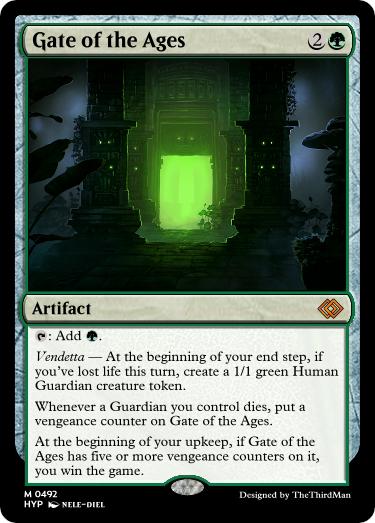 Gate of the Ages 2
Artifact
: Add .
Vendetta — At the beginning of your end step, if
you've lost life this turn, create a 1/1 green Human
Guardian creature token.
Whenever a Guardian you control dies, put a
vengeance counter on Gate of the Ages.
At the beginning of your upkeep, if Gate of the
Ages has five or more vengeance counters on it,
you win the game.
M 0492
HYP NELE-DIEL
Designed by TheThirdMan